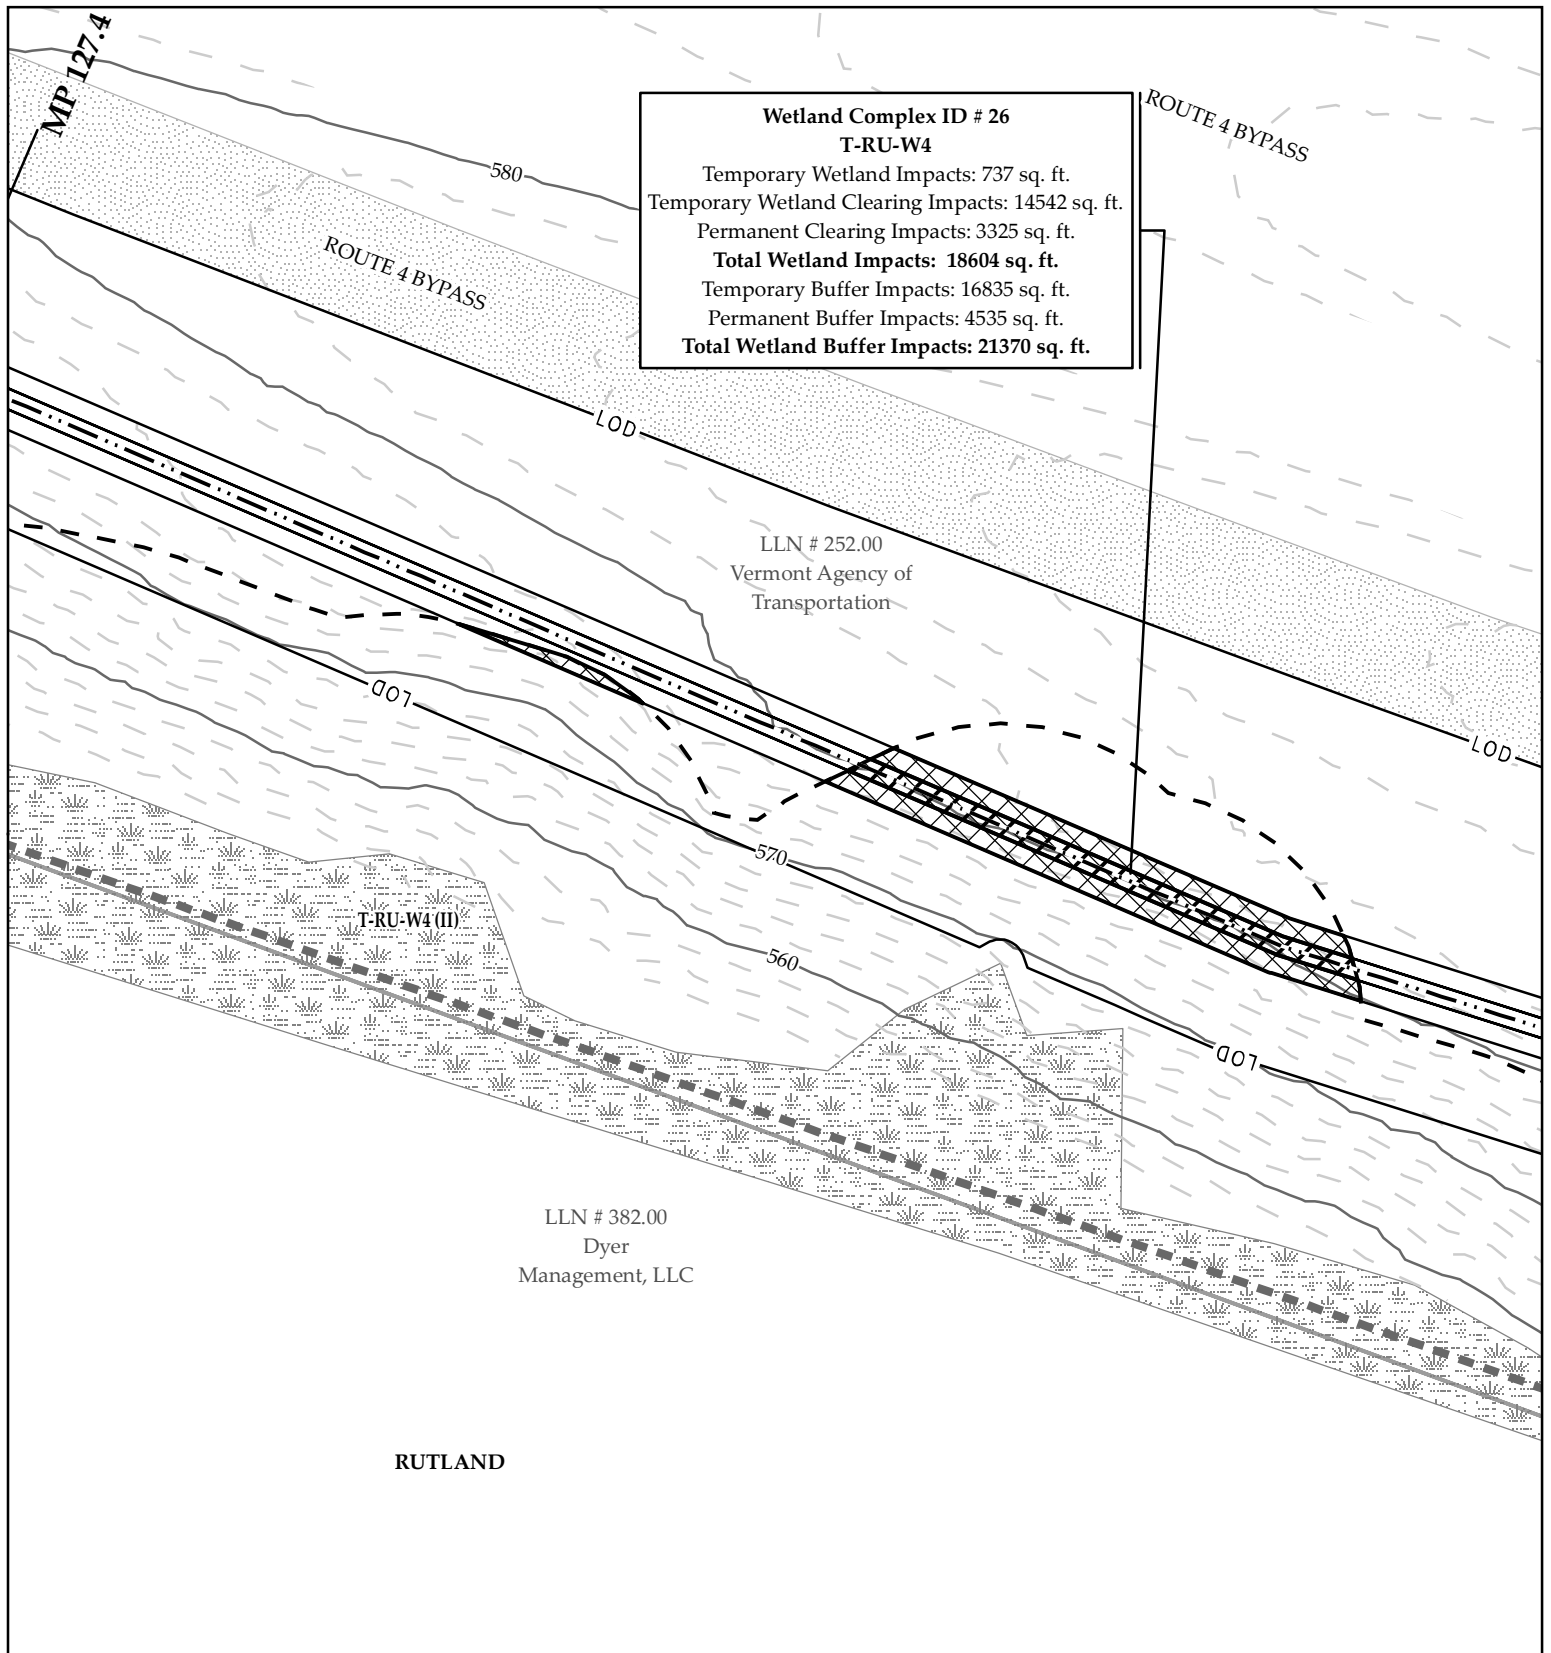 MP 127.4
580
ROUTE 4 BYPASS
Wetland Complex ID # 26
T-RU-W4
Temporary Wetland Impacts: 737 sq. ft.
Temporary Wetland Clearing Impacts: 14542 sq. ft.
Permanent Clearing Impacts: 3325 sq. ft.
Total Wetland Impacts: 18604 sq. ft.
Temporary Buffer Impacts: 16835 sq. ft.
Permanent Buffer Impacts: 4535 sq. ft.
Total Wetland Buffer Impacts: 21370 sq. ft.
ROUTE 4 BYPASS
LOD
LLN # 252.00
Vermont Agency of
Transportation
LOD
LOD
570
T-RU-W4 (II)
560
LOD
LLN # 382.00
Dyer
Management, LLC
RUTLAND